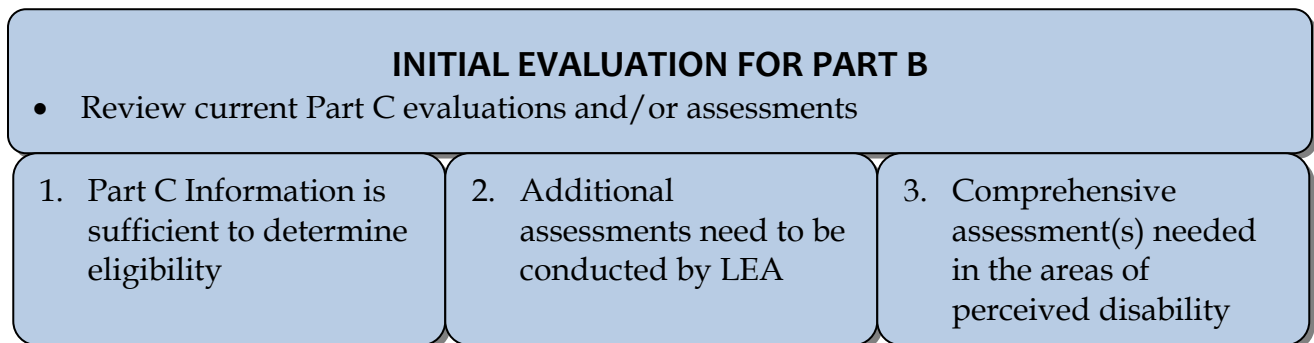 INITIAL EVALUATION FOR PART B
• Review current Part C evaluations and/or assessments
1. Part C Information is
sufficient to determine
eligibility
2. Additional
assessments need to be
conducted by LEA
3. Comprehensive
assessment(s) needed
in the areas of
perceived disability